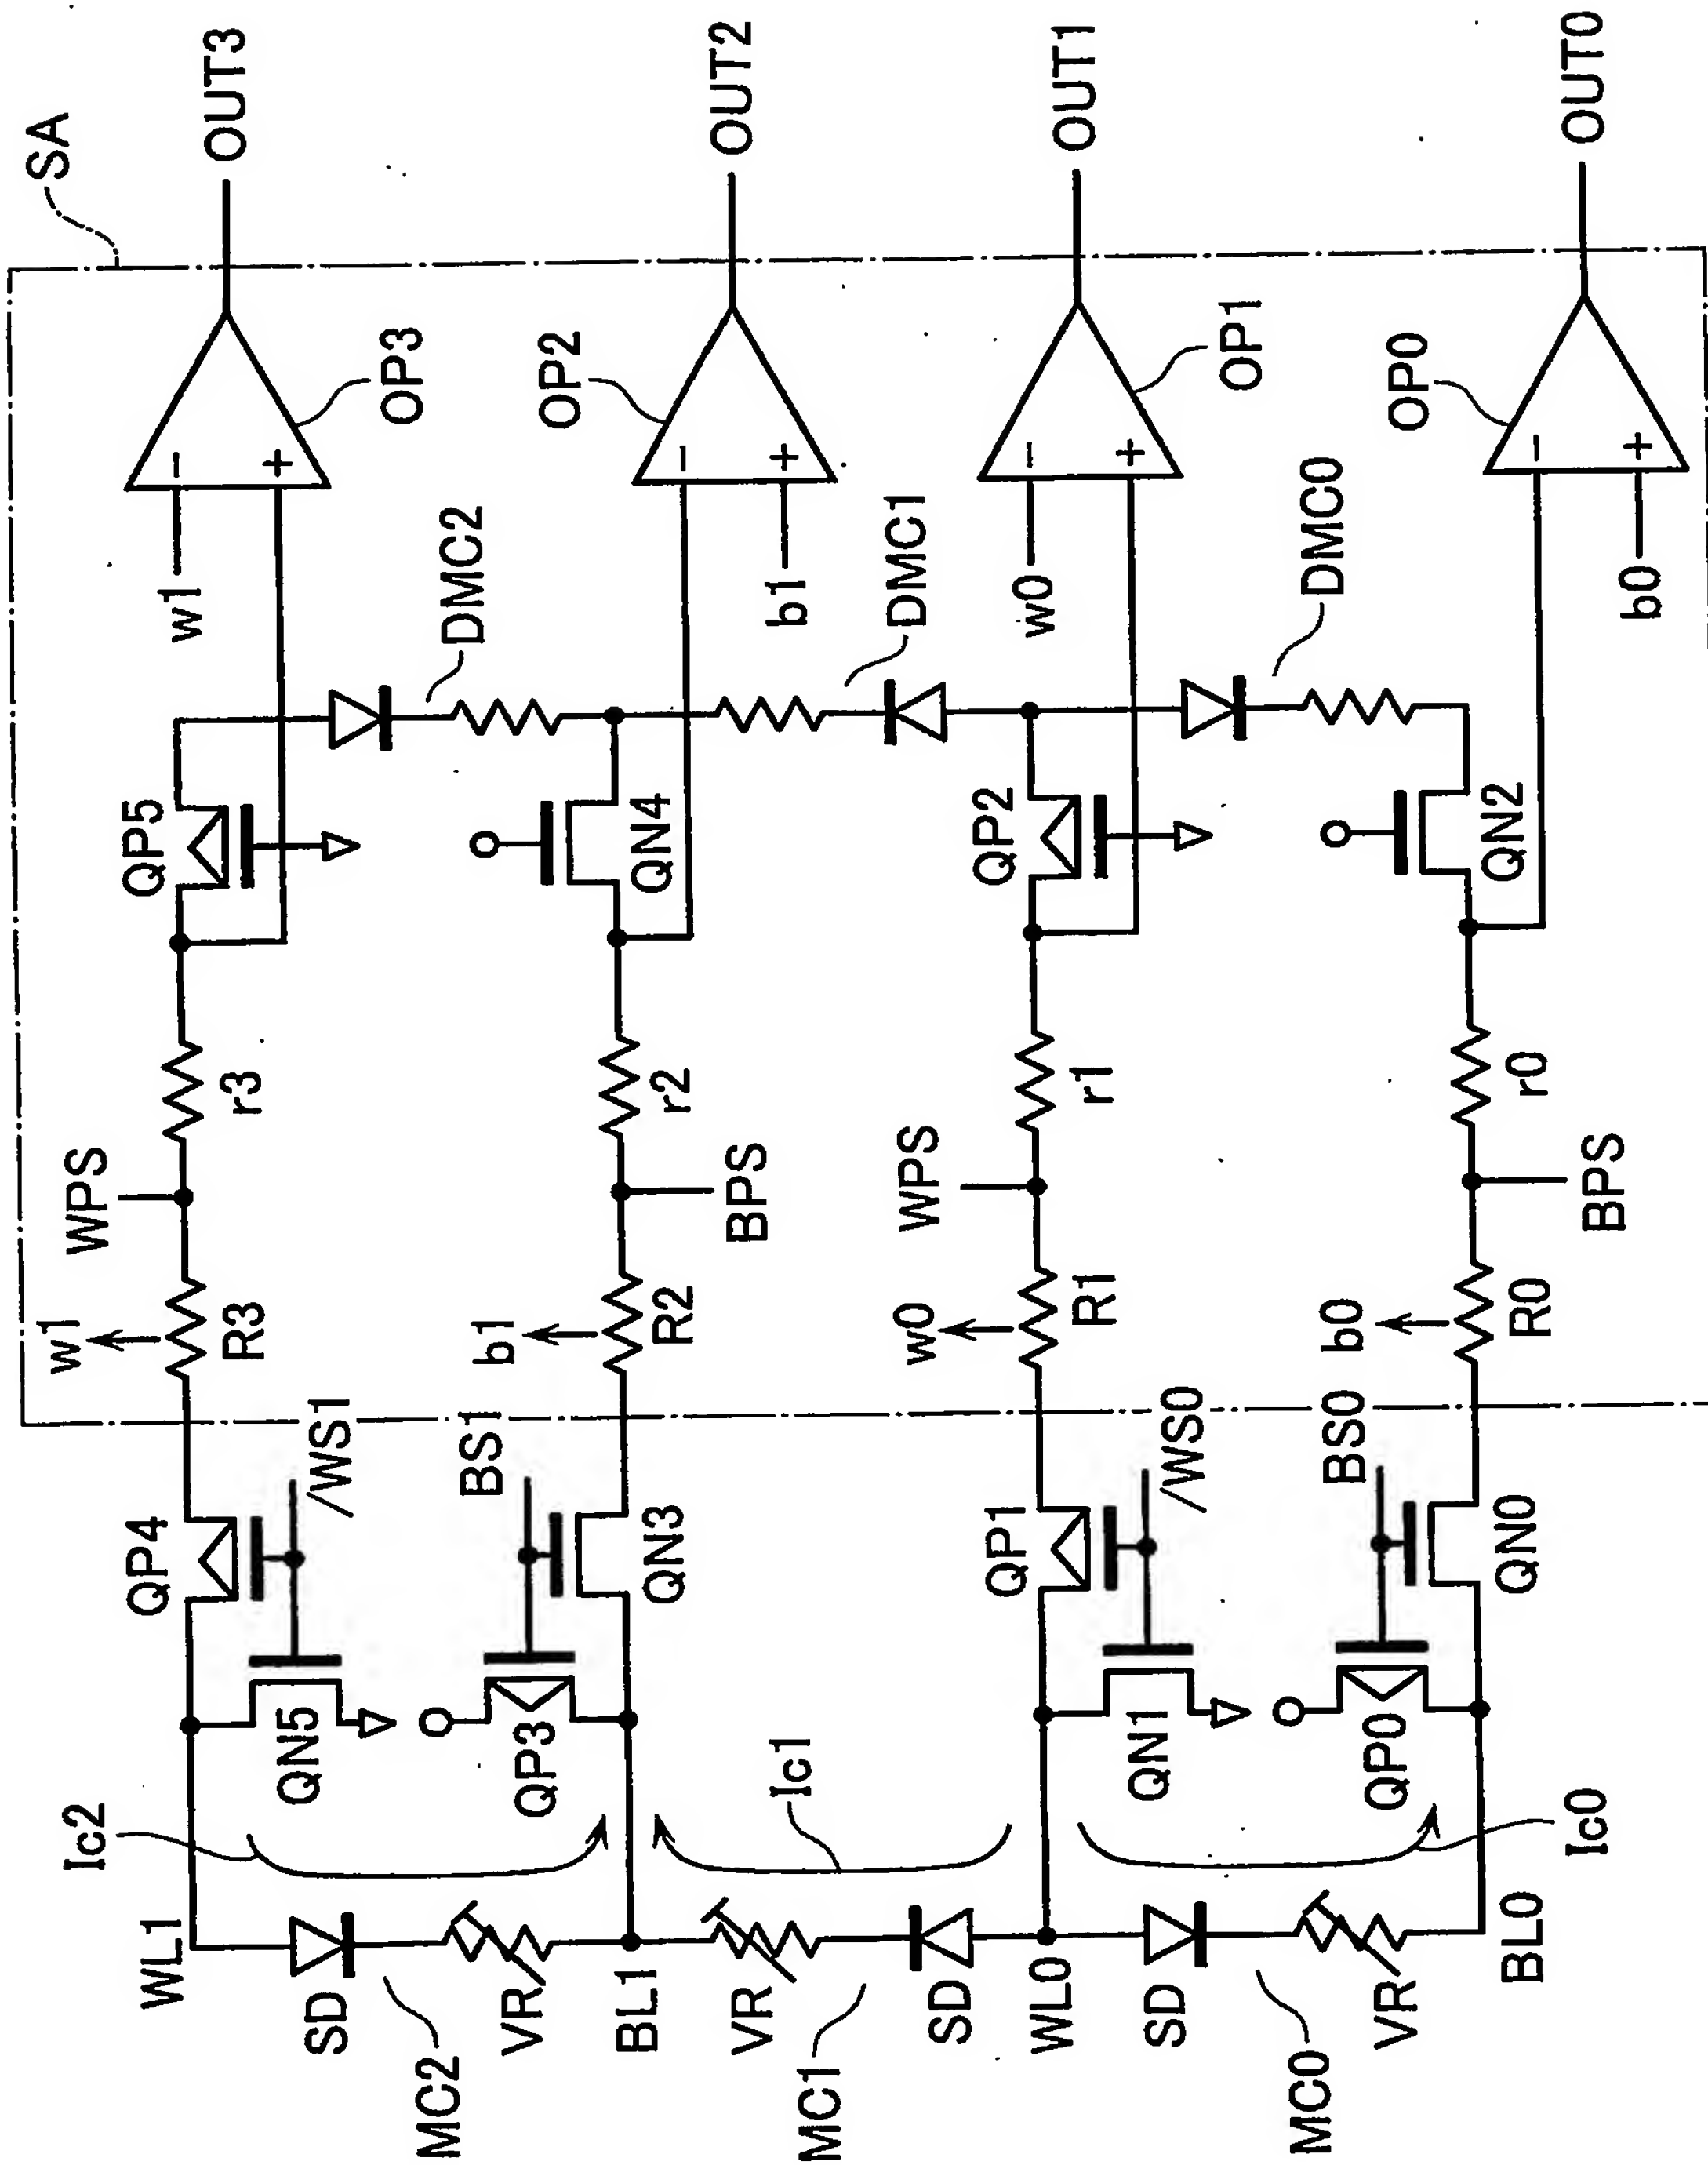 SA
OUT3
OUT2
OUT1
OUT0
OP3
OP2
OP1
OP0
−
+
−
+
−
+
−
+
w1
b1
w0
b0
DMC2
DMC1
DMC0
QP5
QN4
QP2
QN2
r3
r2
r1
r0
WPS
BPS
WPS
BPS
w1
R3
b1
R2
w0
R1
b0
R0
/WS1
BS1
/WS0
BS0
QP4
QN3
QP1
QN0
QN5
QP3
QN1
QP0
Ic2
Ic1
Ic0
WL1
SD
VR
BL1
VR
SD
WL0
SD
VR
BL0
MC2
MC1
MC0